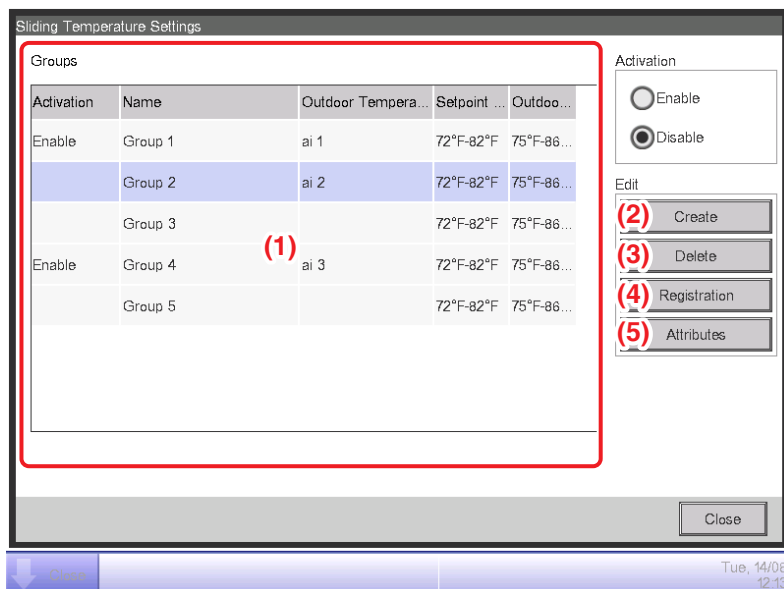 Sliding Temperature Settings
Groups
Activation Name Outdoor Tempera... Setpoint ... Outdoo...
Enable Group 1 ai 1 72°F-82°F 75°F-86...
Group 2 ai 2 72°F-82°F 75°F-86...
Group 3 72°F-82°F 75°F-86...
(1)
Enable Group 4 ai 3 72°F-82°F 75°F-86...
Group 5 72°F-82°F 75°F-86...
Activation
Enable
Disable
Edit
(2) Create
(3) Delete
(4) Registration
(5) Attributes
Close
Close
Tue, 14/08
12:13